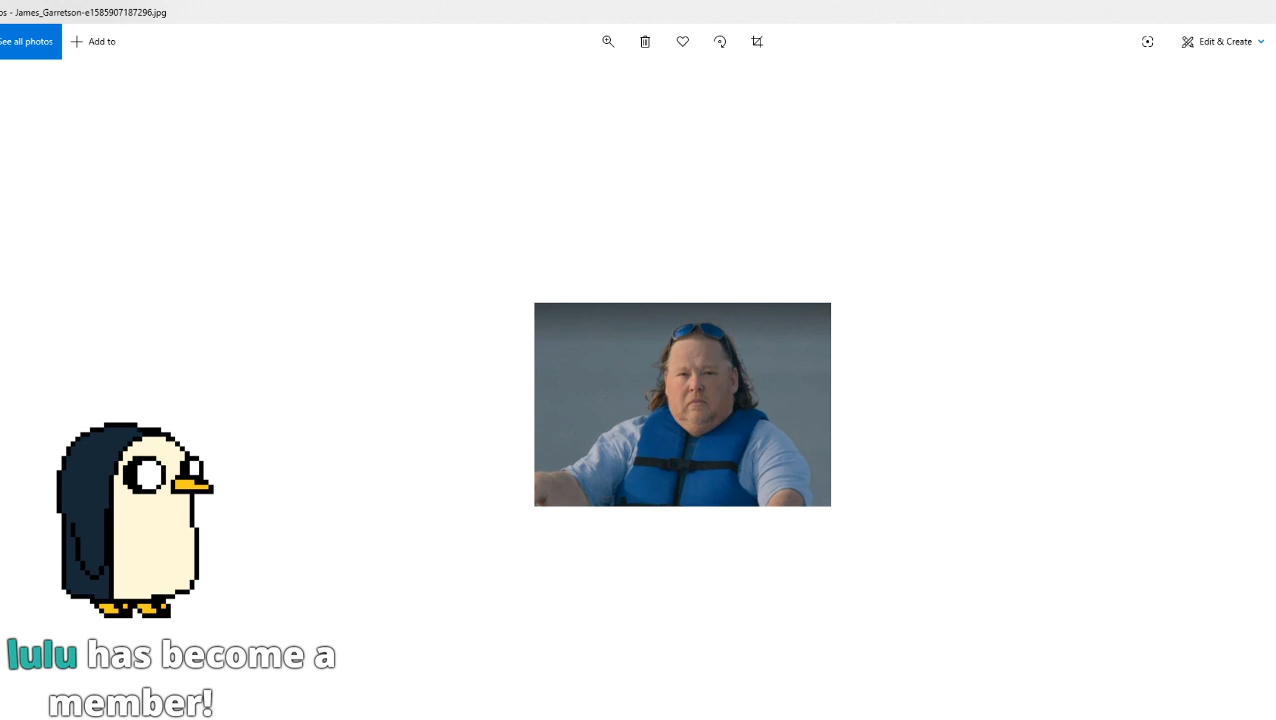 os - James_Garretson-e1585907187296.jpg
See all photos
Add to
Edit & Create
lulu has become a
member!